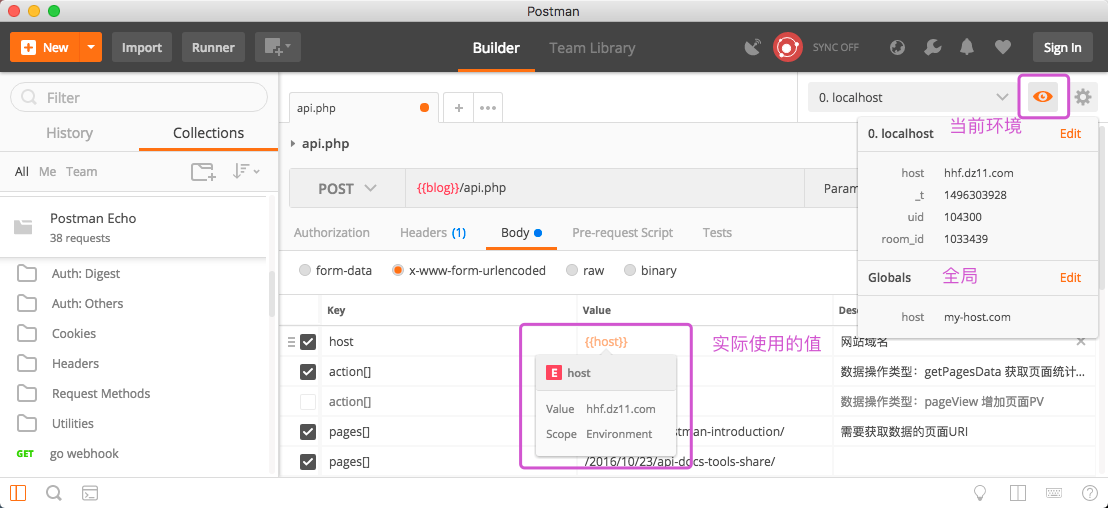 Postman
New
Import
Runner
Builder
Team Library
SYNC OFF
Sign In
Filter
History
Collections
All Me Team
Postman Echo
38 requests
Auth: Digest
Auth: Others
Cookies
Headers
Request Methods
Utilities
GET go webhook
api.php
0. localhost
api.php
POST
{{blog}}/api.php
Param
Authorization
Headers (1)
Body
Pre-request Script
Tests
form-data
x-www-form-urlencoded
raw
binary
Key
Value
Des
host
{{host}}
网站域名
action[]
数据操作类型：getPagesData 获取页面统计...
action[]
数据操作类型：pageView 增加页面PV
pages[]
stman-introduction/
需要获取数据的页面URI
pages[]
/2016/10/23/api-docs-tools-share/
实际使用的值
E host
Value hhf.dz11.com
Scope Environment
0. localhost
当前环境
Edit
host hhf.dz11.com
_t 1496303928
uid 104300
room_id 1033439
Globals
全局
Edit
host my-host.com